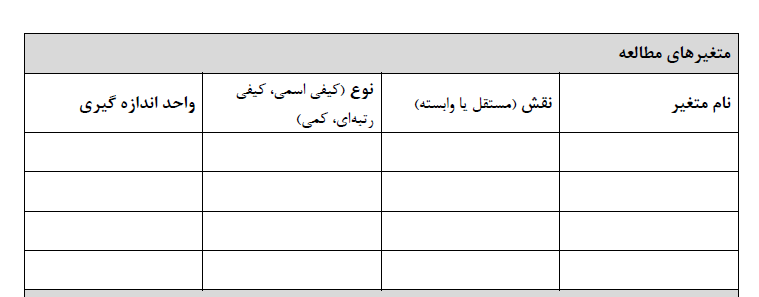 متغیرهای مطالعه
نام متغیر
نقش (مستقل یا وابسته)
نوع (کیفی اسمی، کیفی
رتبه‌ای، کمی)
واحد اندازه گیری